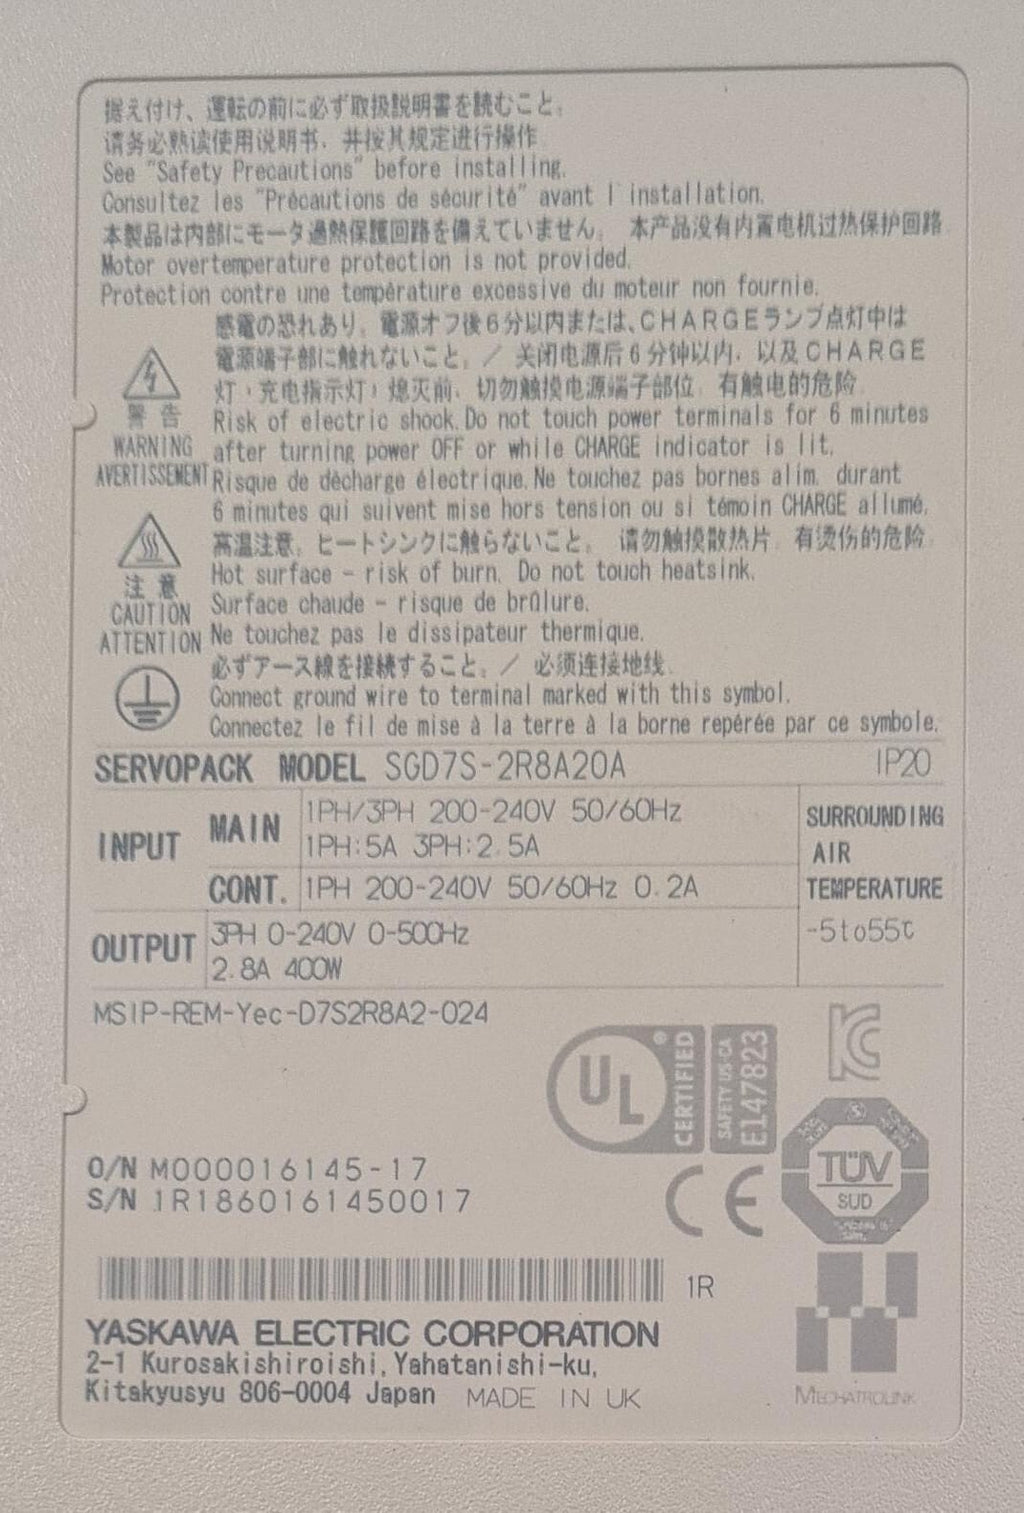 据え付け、運転の前に必ず取扱説明書を読むこと。
请务必熟读使用说明书，并按其规定进行操作
See "Safety Precautions" before installing.
Consultez les "Précautions de sécurité" avant l'installation.
本製品は内部にモータ過熱保護回路を備えていません。 本产品没有内置电机过热保护回路
Motor overtemperature protection is not provided.
Protection contre une température excessive du moteur non fournie.
感電の恐れあり。電源オフ後6分以内または、CHARGEランプ点灯中は
電源端子部に触れないこと。/ 关闭电源后6分钟以内，以及CHARGE
灯，充电指示灯，熄灭前，切勿触摸电源端子部位 有触电的危险
警告
WARNING
AVERTISSEMENT
Risk of electric shock. Do not touch power terminals for 6 minutes
after turning power OFF or while CHARGE indicator is lit.
Risque de décharge électrique. Ne touchez pas bornes alim. durant
6 minutes qui suivent mise hors tension ou si témoin CHARGE allumé.
高温注意。ヒートシンクに触らないこと。 请勿触摸散热片 有烫伤的危险
注意
CAUTION
ATTENTION
Hot surface - risk of burn. Do not touch heatsink.
Surface chaude - risque de brûlure.
Ne touchez pas le dissipateur thermique.
必ずアース線を接続すること。/ 必须连接地线
Connect ground wire to terminal marked with this symbol.
Connectez le fil de mise à la terre à la borne repérée par ce symbole.
SERVOPACK MODEL SGD7S-2R8A20A IP20
INPUT
MAIN
1PH/3PH 200-240V 50/60Hz
1PH:5A 3PH:2.5A
CONT. 1PH 200-240V 50/60Hz 0.2A
SURROUNDING
AIR
TEMPERATURE
-5to55℃
OUTPUT
3PH 0-240V 0-500Hz
2.8A 400W
MSIP-REM-Yec-D7S2R8A2-024
UL ® CERTIFIED
SAFETY US-CA
E147823
KC
TÜV
SUD
CE
O/N M000016145-17
S/N 1R1860161450017
1R
YASKAWA ELECTRIC CORPORATION
2-1 Kurosakishiroishi, Yahatanishi-ku,
Kitakyusyu 806-0004 Japan MADE IN UK
MECHATROLINK